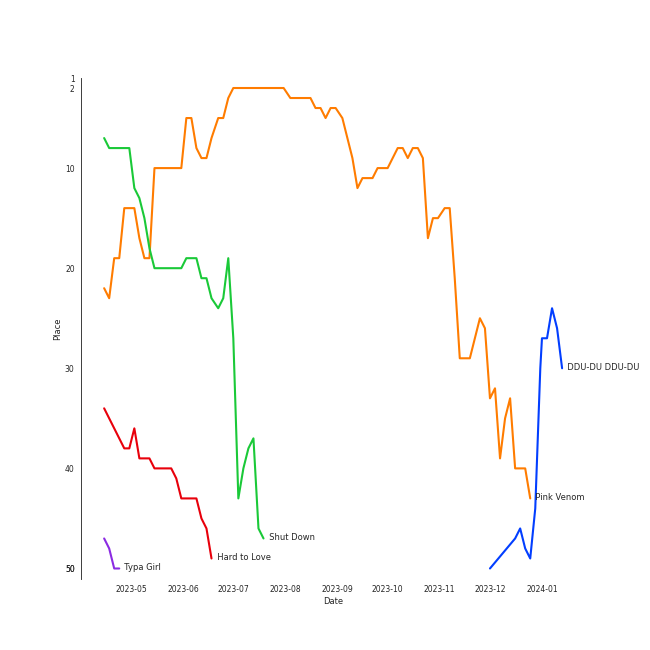 1
2
10
20
30
40
50
Place
DDU-DU DDU-DU
Pink Venom
Shut Down
Hard to Love
Typa Girl
2023-05
2023-06
2023-07
2023-08
2023-09
2023-10
2023-11
2023-12
2024-01
Date